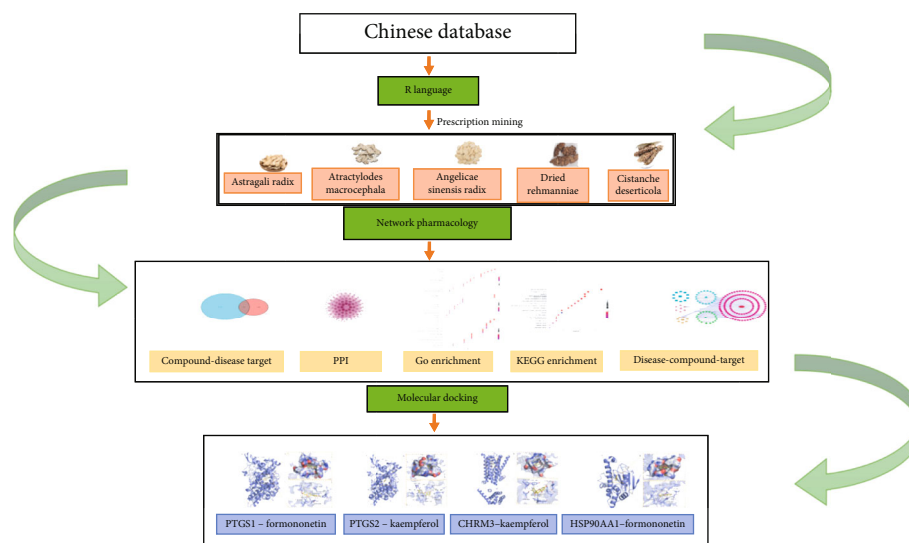 Chinese database
R language
Prescription mining
Astragali radix
Atractylodes
macrocephala
Angelicae
sinensis radix
Dried
rehmanniae
Cistanche
deserticola
Network pharmacology
Compound-disease target
PPI
Go enrichment
KEGG enrichment
Disease-compound-target
Molecular docking
PTGS1 – formononetin
PTGS2 – kaempferol
CHRM3–kaempferol
HSP90AA1–formononetin